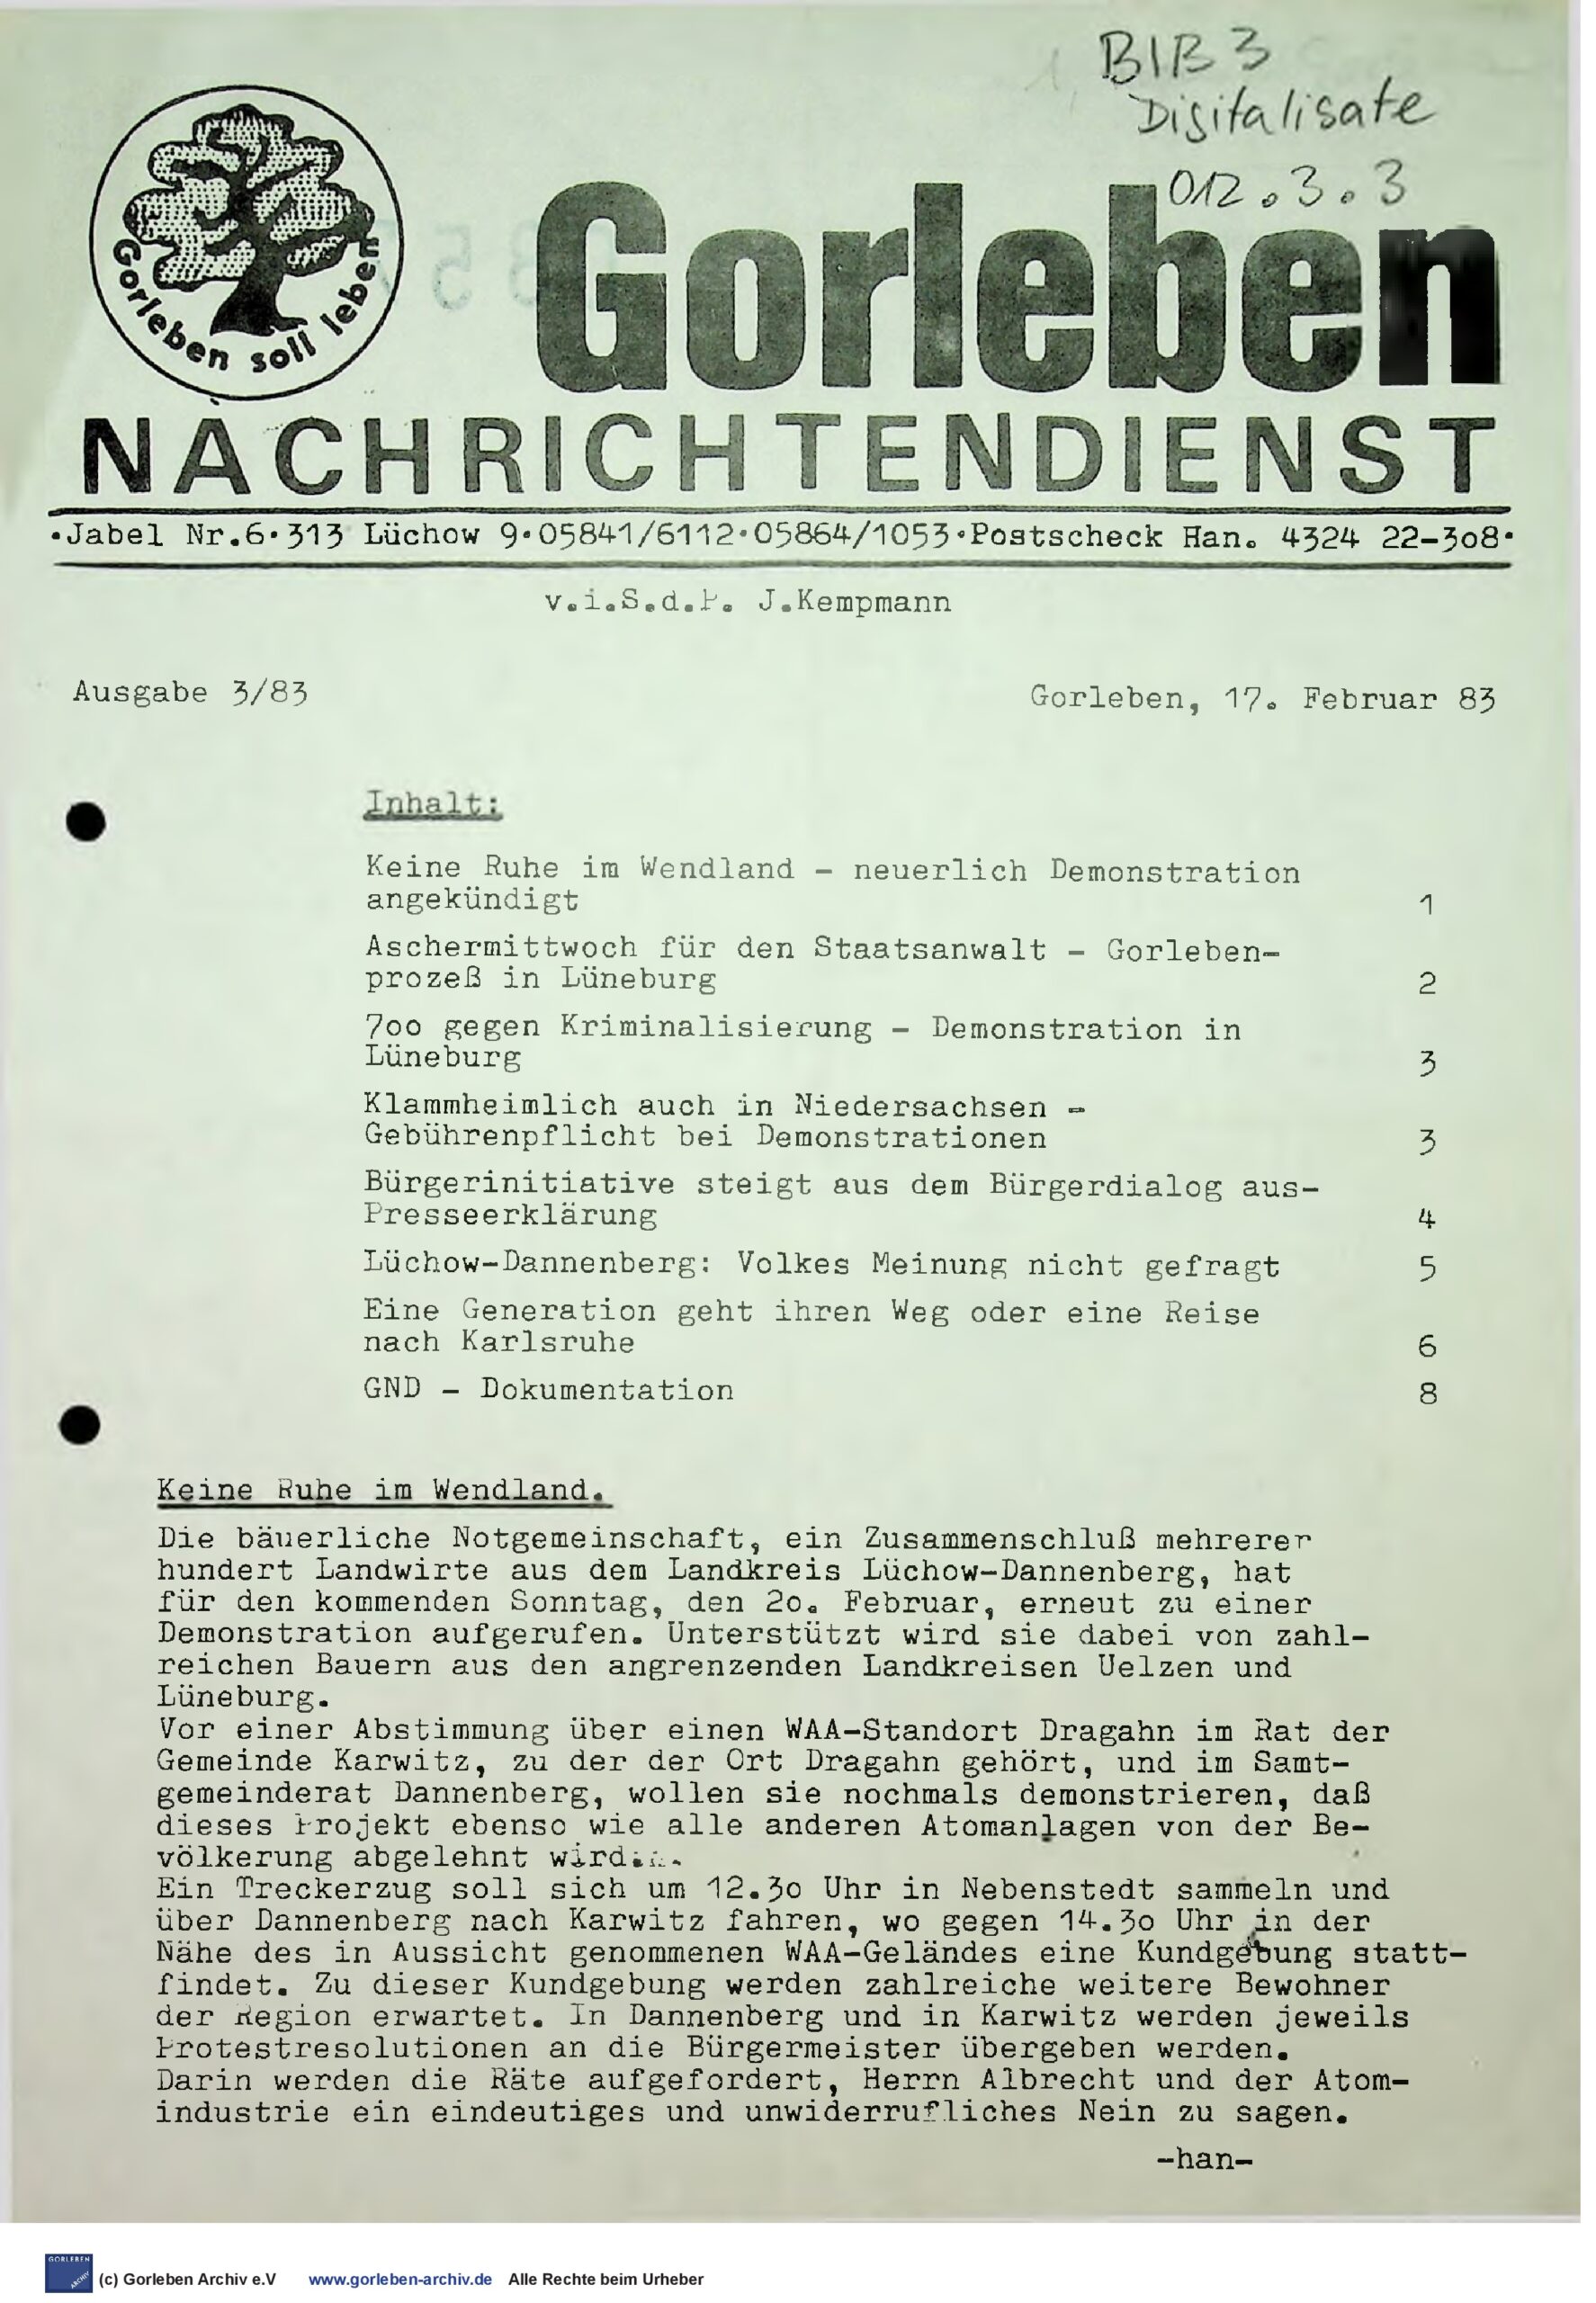 BIB 3
Digitalisate
012.3.3
Gorleben soll leben
Gorleben
NACHRICHTENDIENST
·Jabel Nr.6·313 Lüchow 9·05841/6112·05864/1053·Postscheck Han. 4324 22-3o8·
v.i.S.d.P. J.Kempmann
Ausgabe 3/83
Gorleben, 17. Februar 83
Inhalt:
Keine Ruhe im Wendland - neuerlich Demonstration
angekündigt 1
Aschermittwoch für den Staatsanwalt - Gorleben-
prozeß in Lüneburg 2
7oo gegen Kriminalisierung - Demonstration in
Lüneburg 3
Klammheimlich auch in Niedersachsen -
Gebührenpflicht bei Demonstrationen 3
Bürgerinitiative steigt aus dem Bürgerdialog aus-
Presseerklärung 4
Lüchow-Dannenberg: Volkes Meinung nicht gefragt 5
Eine Generation geht ihren Weg oder eine Reise
nach Karlsruhe 6
GND - Dokumentation 8
Keine Ruhe im Wendland.
Die bäuerliche Notgemeinschaft, ein Zusammenschluß mehrerer
hundert Landwirte aus dem Landkreis Lüchow-Dannenberg, hat
für den kommenden Sonntag, den 2o. Februar, erneut zu einer
Demonstration aufgerufen. Unterstützt wird sie dabei von zahl-
reichen Bauern aus den angrenzenden Landkreisen Uelzen und
Lüneburg.
Vor einer Abstimmung über einen WAA-Standort Dragahn im Rat der
Gemeinde Karwitz, zu der der Ort Dragahn gehört, und im Samt-
gemeinderat Dannenberg, wollen sie nochmals demonstrieren, daß
dieses Projekt ebenso wie alle anderen Atomanlagen von der Be-
völkerung abgelehnt wird.
Ein Treckerzug soll sich um 12.3o Uhr in Nebenstedt sammeln und
über Dannenberg nach Karwitz fahren, wo gegen 14.3o Uhr in der
Nähe des in Aussicht genommenen WAA-Geländes eine Kundgebung statt-
findet. Zu dieser Kundgebung werden zahlreiche weitere Bewohner
der Region erwartet. In Dannenberg und in Karwitz werden jeweils
Protestresolutionen an die Bürgermeister übergeben werden.
Darin werden die Räte aufgefordert, Herrn Albrecht und der Atom-
industrie ein eindeutiges und unwiderrufliches Nein zu sagen.
-han-
GORLEBEN
ARCHIV
(c) Gorleben Archiv e.V www.gorleben-archiv.de Alle Rechte beim Urheber